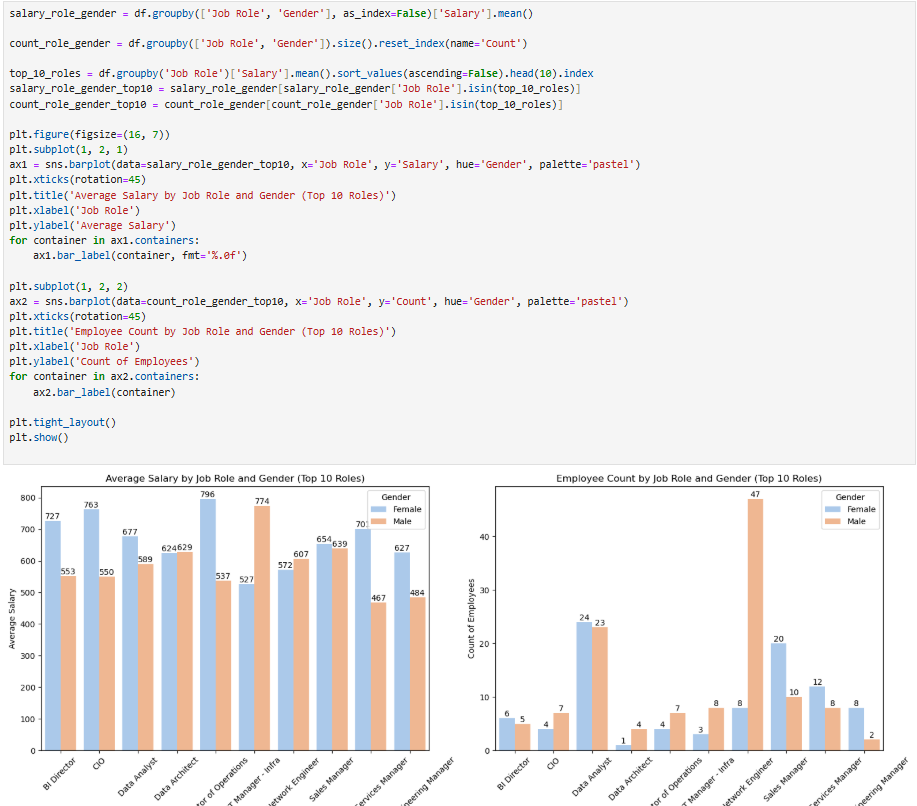 salary_role_gender = df.groupby(['Job Role', 'Gender'], as_index=False)['Salary'].mean()
count_role_gender = df.groupby(['Job Role', 'Gender']).size().reset_index(name='Count')
top_10_roles = df.groupby('Job Role')['Salary'].mean().sort_values(ascending=False).head(10).index
salary_role_gender_top10 = salary_role_gender[salary_role_gender['Job Role'].isin(top_10_roles)]
count_role_gender_top10 = count_role_gender[count_role_gender['Job Role'].isin(top_10_roles)]
plt.figure(figsize=(16, 7))
plt.subplot(1, 2, 1)
ax1 = sns.barplot(data=salary_role_gender_top10, x='Job Role', y='Salary', hue='Gender', palette='pastel')
plt.xticks(rotation=45)
plt.title('Average Salary by Job Role and Gender (Top 10 Roles)')
plt.xlabel('Job Role')
plt.ylabel('Average Salary')
for container in ax1.containers:
    ax1.bar_label(container, fmt='%.0f')
plt.subplot(1, 2, 2)
ax2 = sns.barplot(data=count_role_gender_top10, x='Job Role', y='Count', hue='Gender', palette='pastel')
plt.xticks(rotation=45)
plt.title('Employee Count by Job Role and Gender (Top 10 Roles)')
plt.xlabel('Job Role')
plt.ylabel('Count of Employees')
for container in ax2.containers:
    ax2.bar_label(container)
plt.tight_layout()
plt.show()
Average Salary by Job Role and Gender (Top 10 Roles)
Gender
Female
Male
Average Salary
800
700
600
500
400
300
200
100
0
727
553
763
550
677
589
624
629
796
537
527
774
572
607
654
639
467
627
484
BI Director
CIO
Data Analyst
Data Architect
tor of Operations
T Manager - Infra
etwork Engineer
Sales Manager
Services Manager
neering Manager
Employee Count by Job Role and Gender (Top 10 Roles)
Gender
Female
Male
Count of Employees
40
30
20
10
0
6
5
4
7
24
23
1
4
4
7
3
8
8
47
20
10
12
8
8
2
BI Director
CIO
Data Analyst
Data Architect
tor of Operations
T Manager - Infra
etwork Engineer
Sales Manager
Services Manager
neering Manager